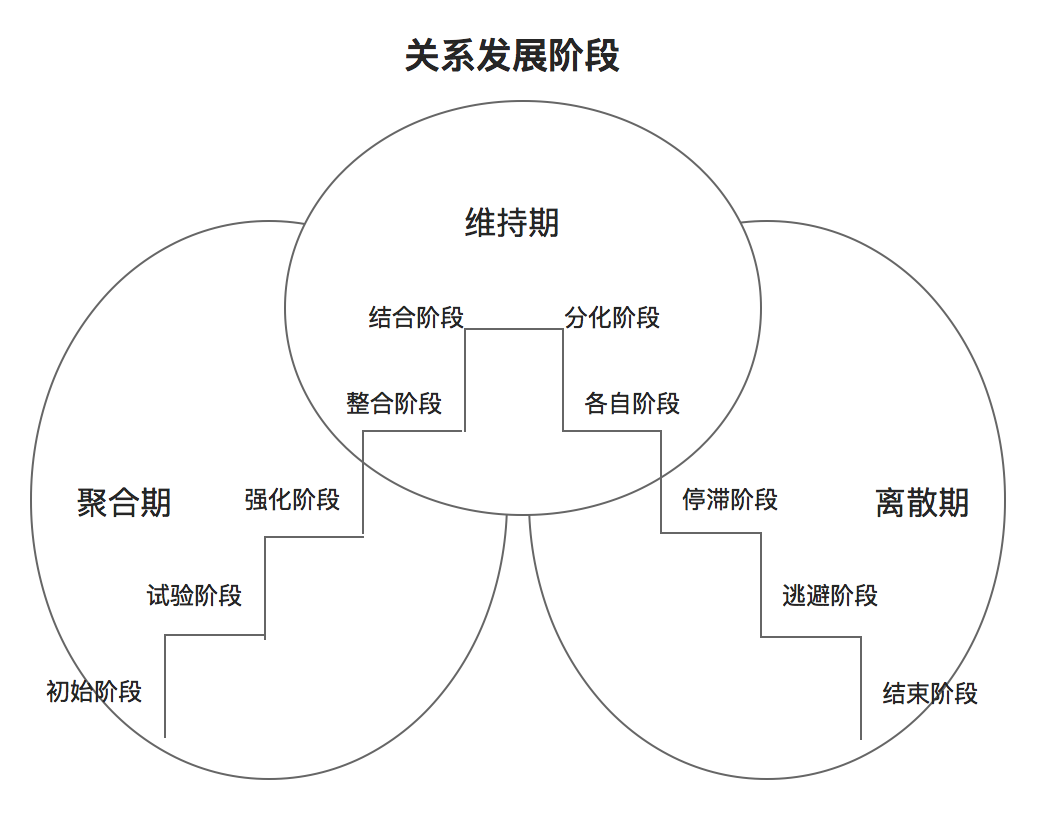 关系发展阶段
维持期
结合阶段
分化阶段
整合阶段
各自阶段
聚合期
强化阶段
停滞阶段
离散期
试验阶段
逃避阶段
初始阶段
结束阶段